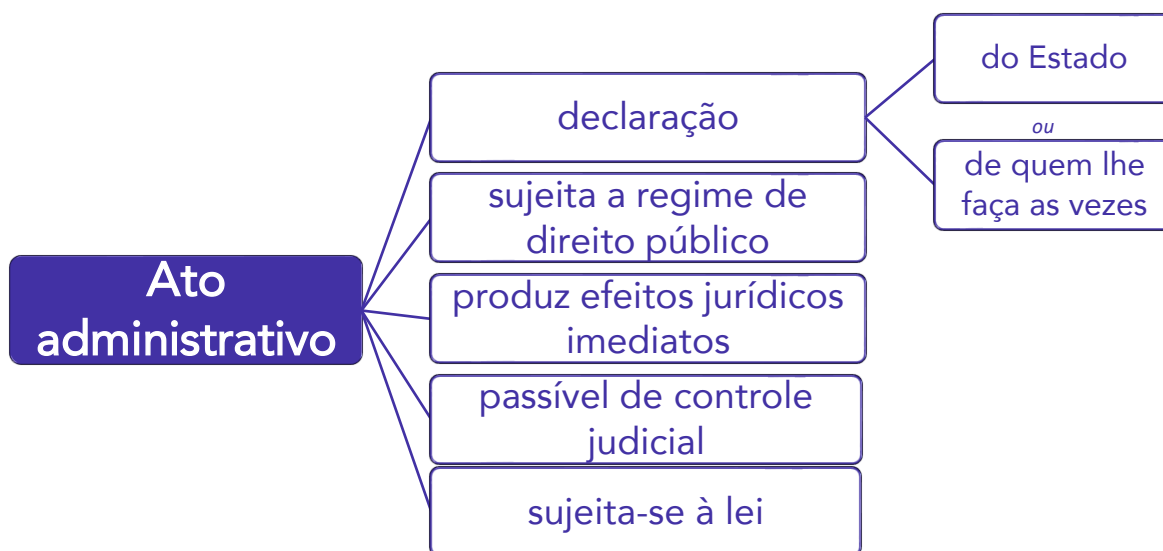 Ato
administrativo
declaração
do Estado
ou
de quem lhe
faça as vezes
sujeita a regime de
direito público
produz efeitos jurídicos
imediatos
passível de controle
judicial
sujeita-se à lei